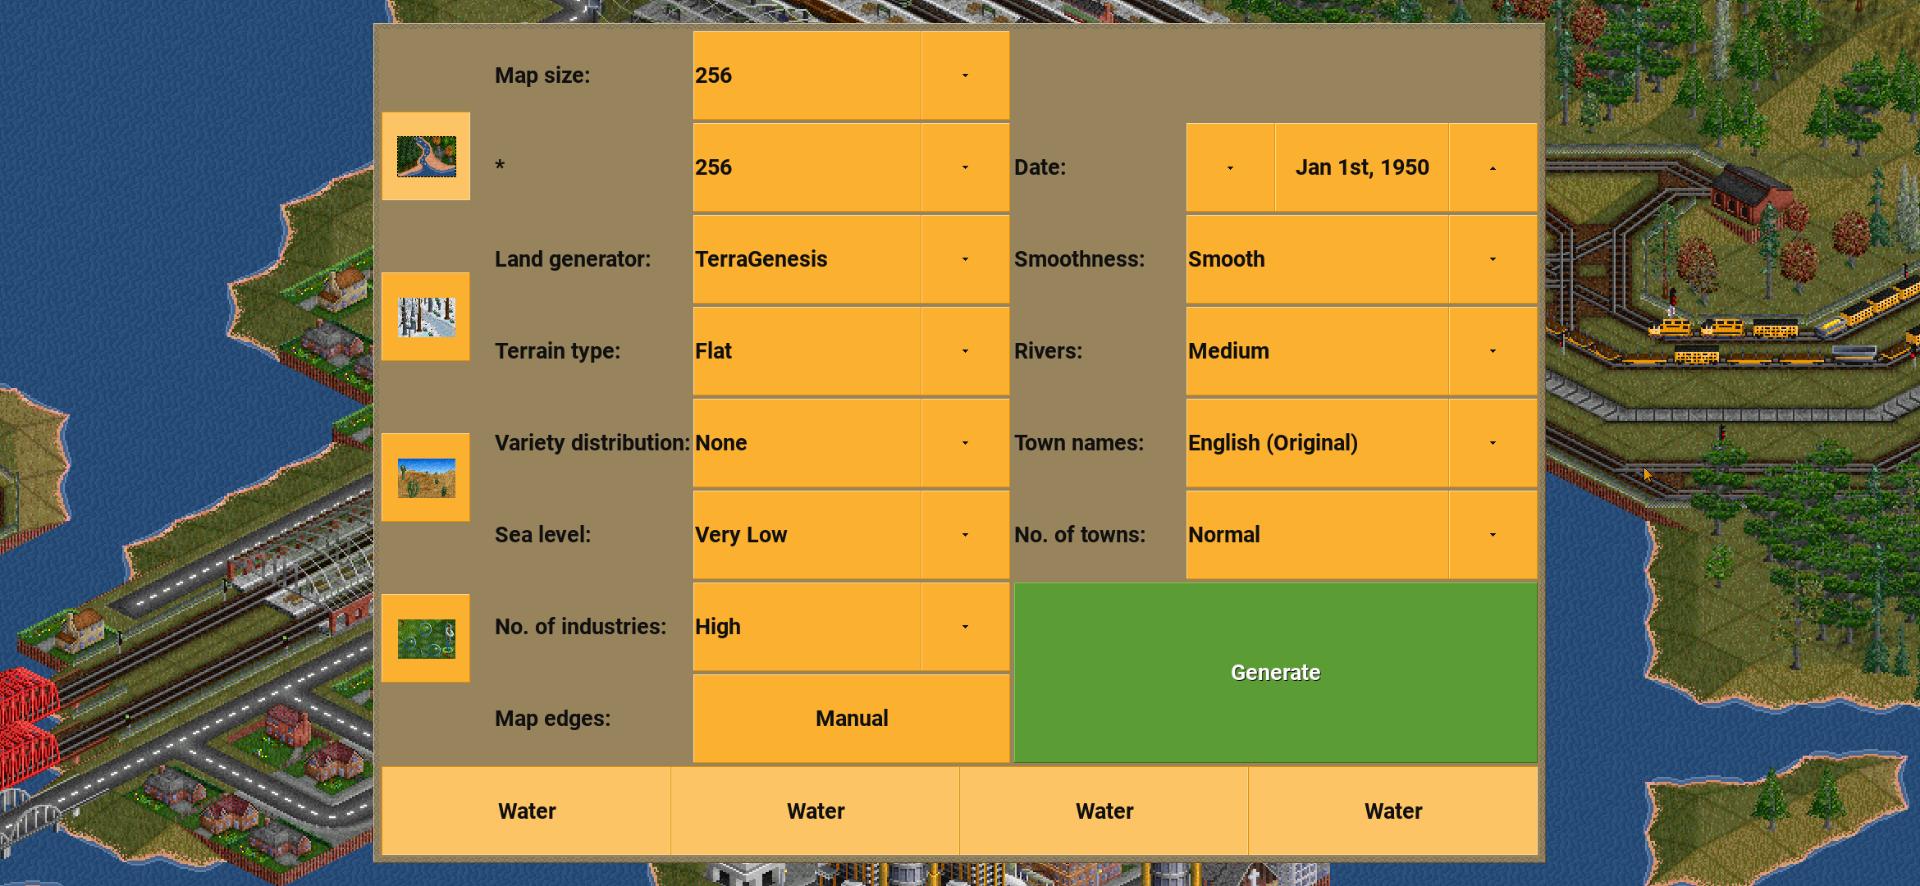 Map size: 256
* 256 Date: Jan 1st, 1950
Land generator: TerraGenesis Smoothness: Smooth
Terrain type: Flat Rivers: Medium
Variety distribution: None Town names: English (Original)
Sea level: Very Low No. of towns: Normal
No. of industries: High
Generate
Map edges: Manual
Water Water Water Water